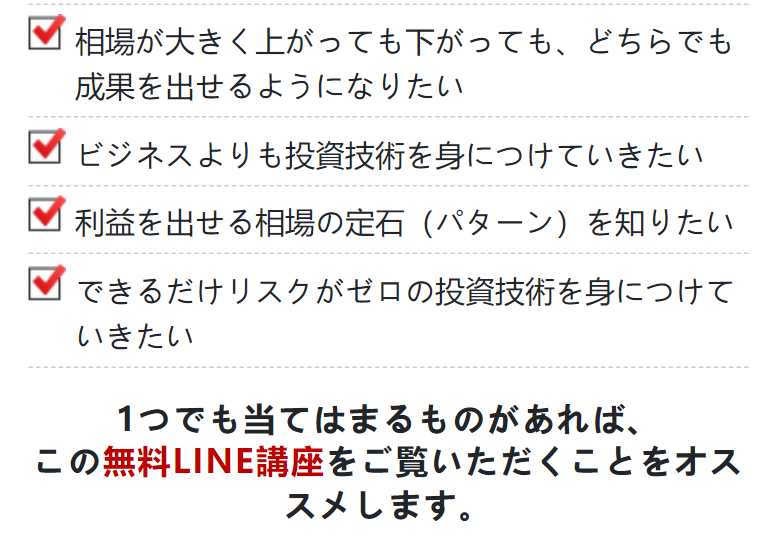 相場が大きく上がっても下がっても、どちらでも
成果を出せるようになりたい
ビジネスよりも投資技術を身につけていきたい
利益を出せる相場の定石（パターン）を知りたい
できるだけリスクがゼロの投資技術を身につけて
いきたい
1つでも当てはまるものがあれば、
この無料LINE講座をご覧いただくことをオス
スメします。